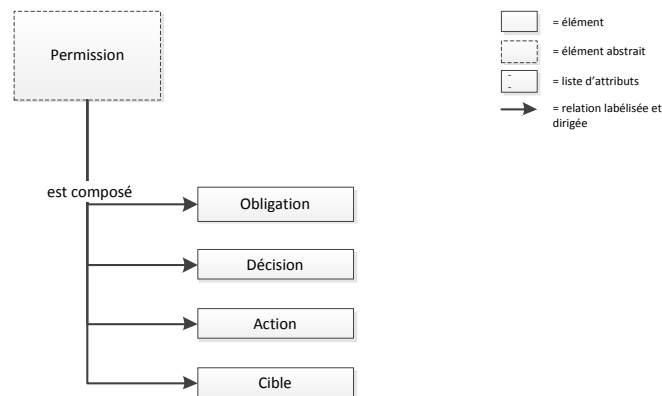 Permission
est composé
Obligation
Décision
Action
Cible
= élément
= élément abstrait
-
-
= liste d'attributs
= relation labélisée et
dirigée